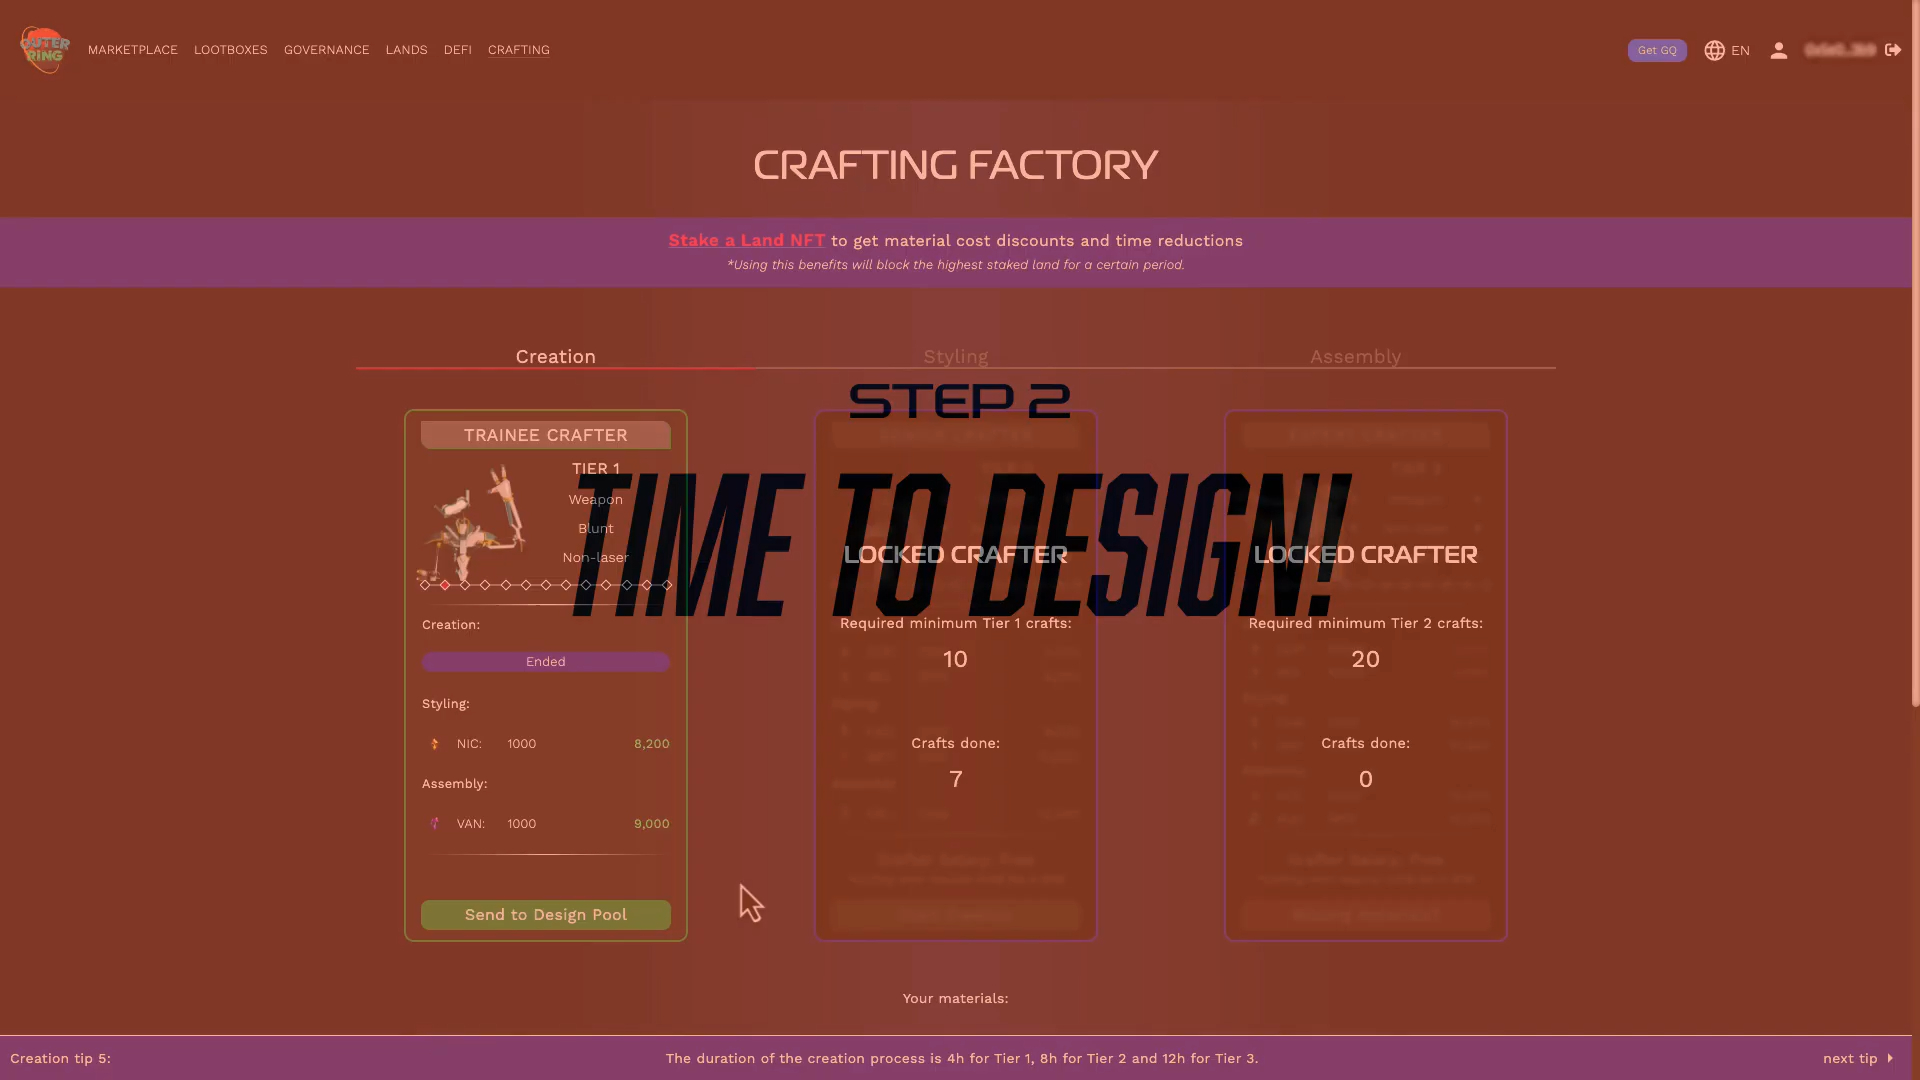 OUTER RING
MARKETPLACE LOOTBOXES GOVERNANCE LANDS DEFI CRAFTING
Get GQ EN
CRAFTING FACTORY
Stake a Land NFT to get material cost discounts and time reductions
*Using this benefits will block the highest staked land for a certain period.
Creation Styling Assembly
STEP 2
TIME TO DESIGN!
TRAINEE CRAFTER
TIER 1
Weapon
Blunt
Non-laser
Creation:
Ended
Styling:
NIC: 1000 8,200
Assembly:
VAN: 1000 9,000
Send to Design Pool
LOCKED CRAFTER
Required minimum Tier 1 crafts:
10
Crafts done:
7
LOCKED CRAFTER
Required minimum Tier 2 crafts:
20
Crafts done:
0
Your materials:
Creation tip 5:
The duration of the creation process is 4h for Tier 1, 8h for Tier 2 and 12h for Tier 3.
next tip